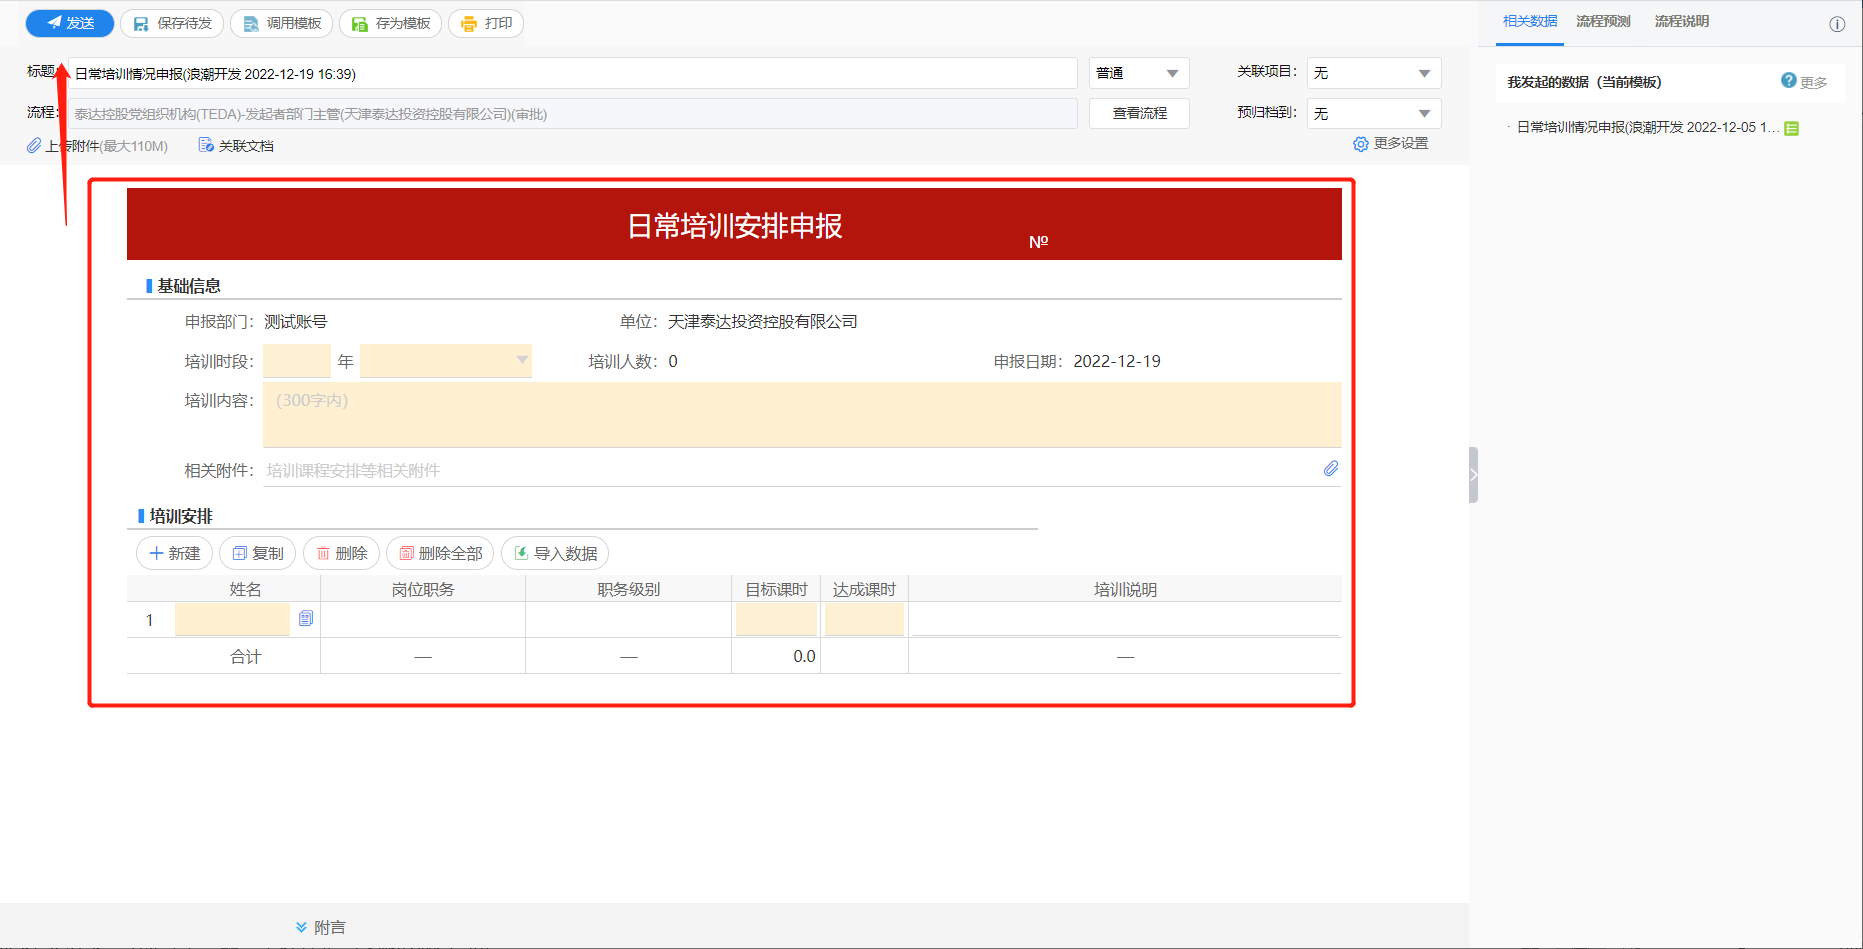 发送 保存待发 调用模板 存为模板 打印
标题: 日常培训情况申报(浪潮开发 2022-12-19 16:39) 普通 关联项目: 无
流程: 泰达控股党组织机构(TEDA)-发起者部门主管(天津泰达投资控股有限公司)(审批) 查看流程 预归档到: 无
上传附件(最大110M) 关联文档 更多设置
日常培训安排申报 №
基础信息
申报部门: 测试账号 单位: 天津泰达投资控股有限公司
培训时段: 年 培训人数: 0 申报日期: 2022-12-19
培训内容: (300字内)
相关附件: 培训课程安排等相关附件
培训安排
新建 复制 删除 删除全部 导入数据
姓名 岗位职务 职务级别 目标课时 达成课时 培训说明
1
合计 — — 0.0 —
附言
相关数据 流程预测 流程说明
我发起的数据（当前模板） 更多
· 日常培训情况申报(浪潮开发 2022-12-05 1...